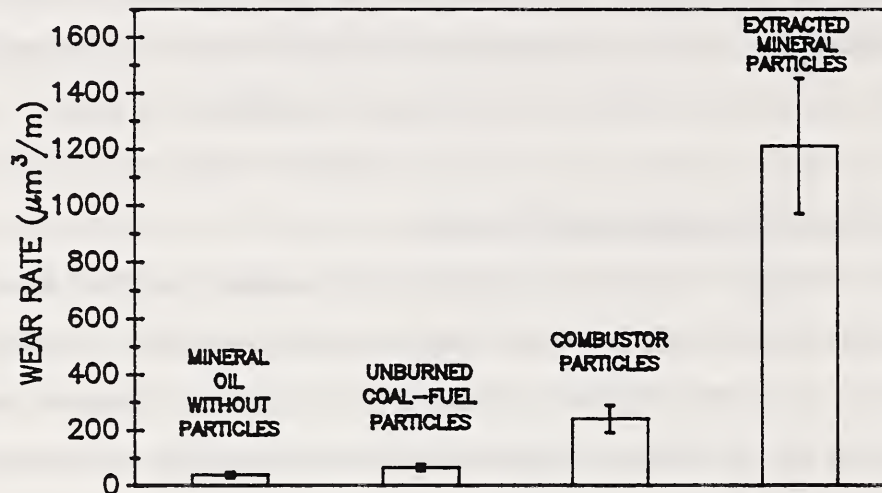 1600
1400
1200
1000
800
600
400
200
0
WEAR RATE (μm³/m)
MINERAL
OIL
WITHOUT
PARTICLES
UNBURNED
COAL-FUEL
PARTICLES
COMBUSTOR
PARTICLES
EXTRACTED
MINERAL
PARTICLES